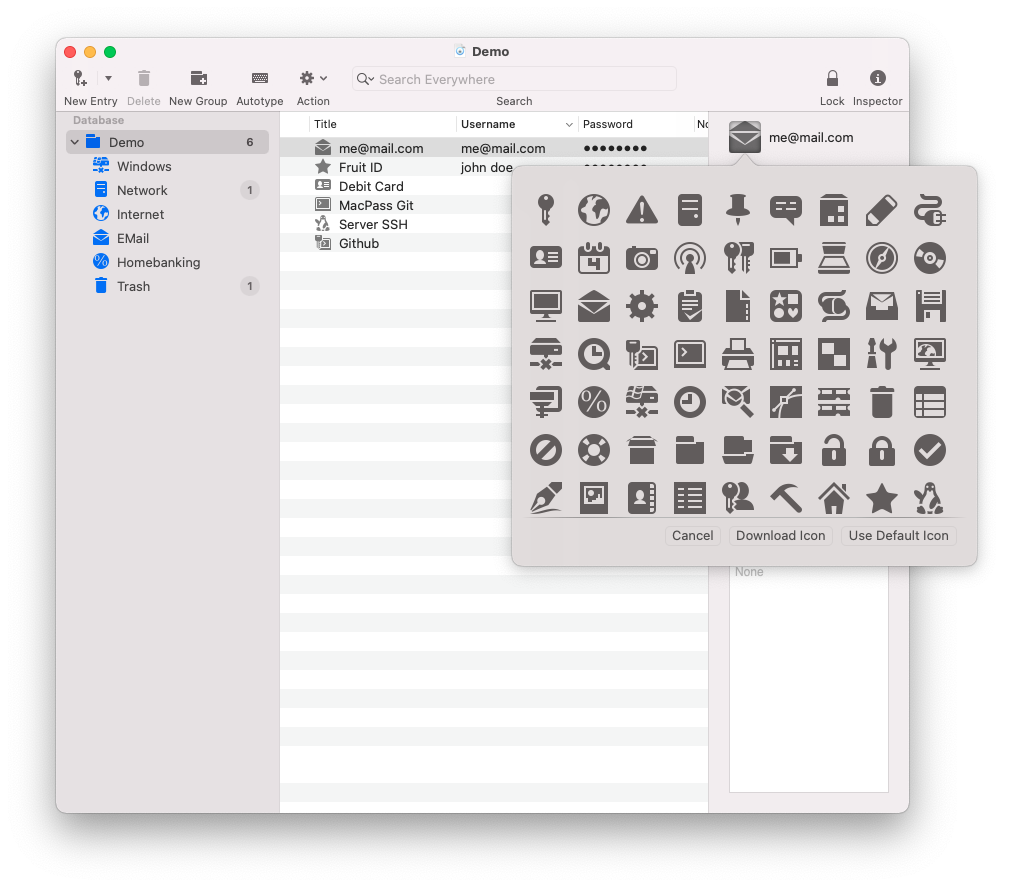 Demo
New Entry Delete New Group Autotype Action Search Everywhere Search Lock Inspector
Database
Demo 6
Windows
Network 1
Internet
EMail
Homebanking
Trash 1
Title Username Password
me@mail.com me@mail.com ●●●●●●●●
Fruit ID john doe
Debit Card
MacPass Git
Server SSH
Github
me@mail.com
Cancel Download Icon Use Default Icon
None